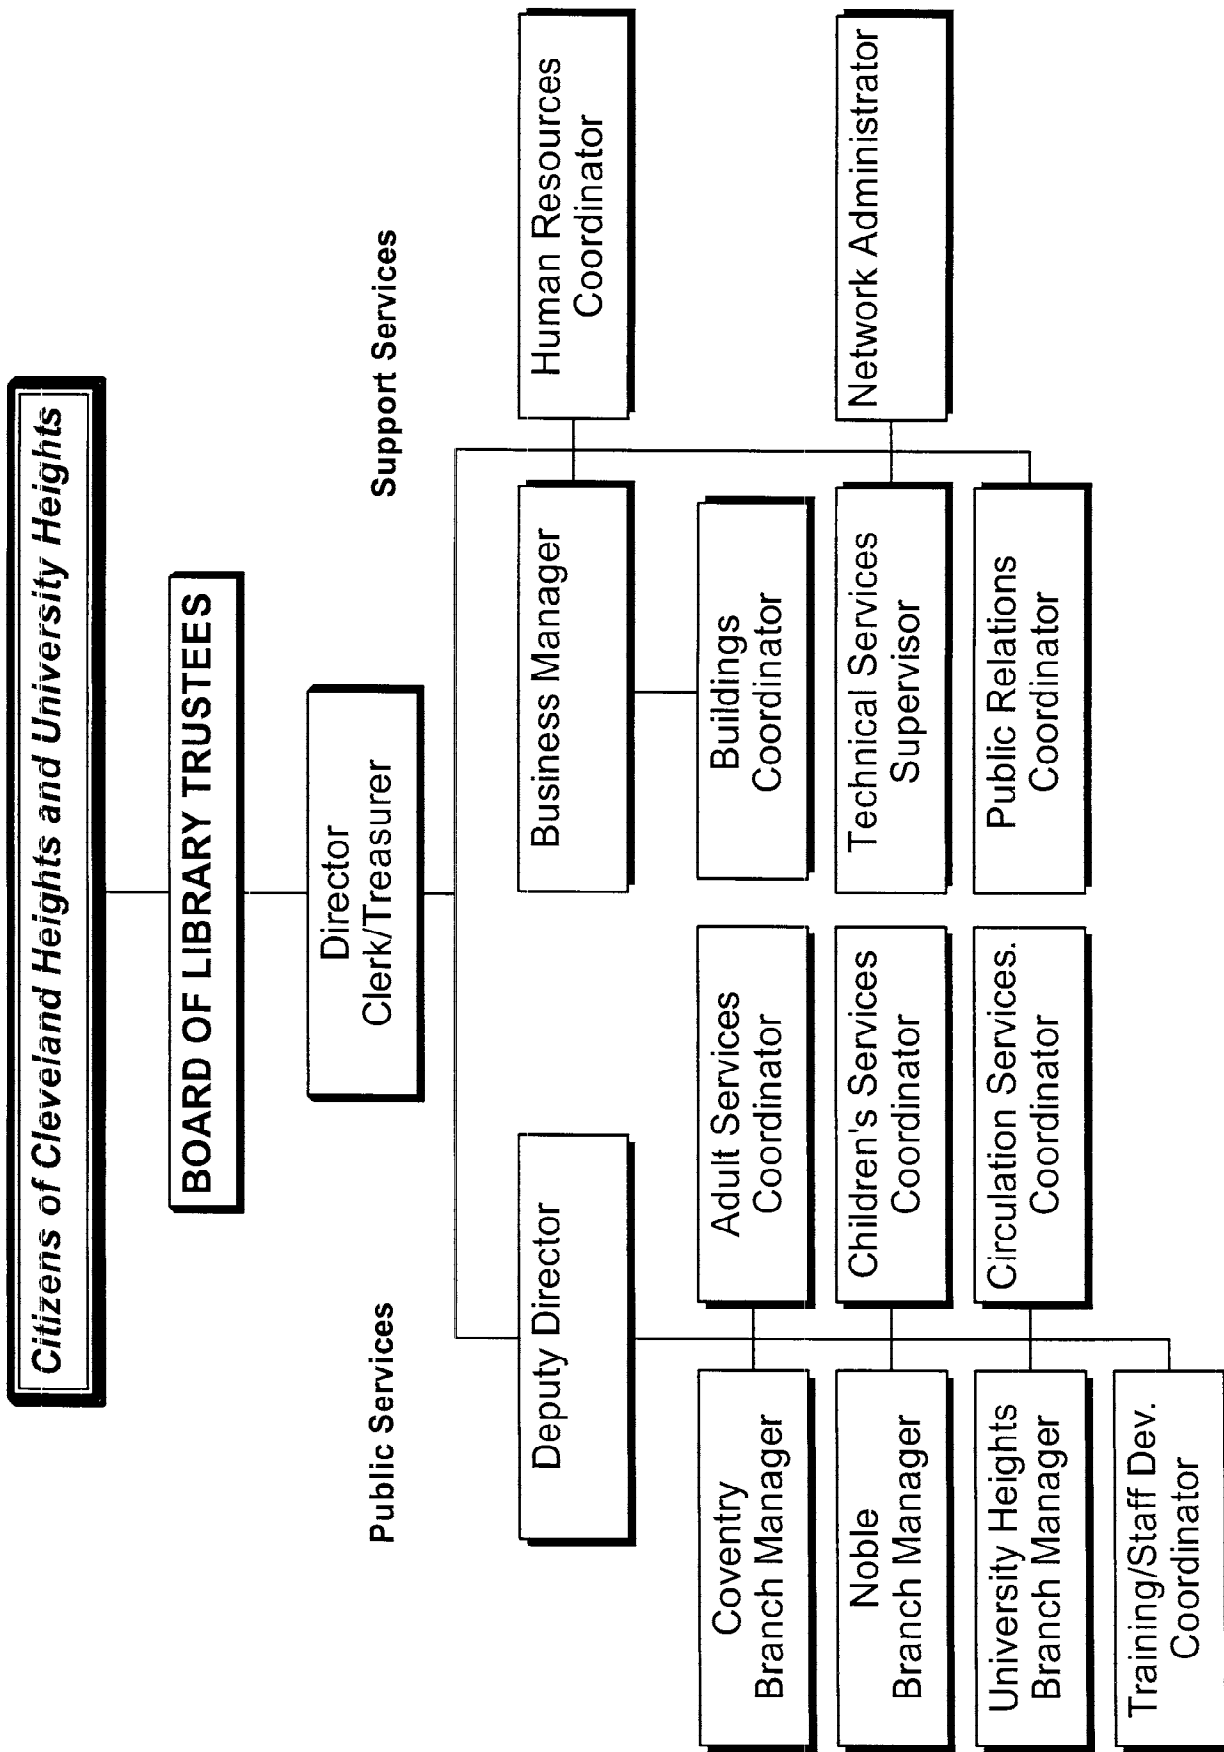 Citizens of Cleveland Heights and University Heights
BOARD OF LIBRARY TRUSTEES
Director
Clerk/Treasurer
Public Services
Support Services
Deputy Director
Business Manager
Human Resources
Coordinator
Coventry
Branch Manager
Adult Services
Coordinator
Buildings
Coordinator
Noble
Branch Manager
Children's Services
Coordinator
Technical Services
Supervisor
Network Administrator
University Heights
Branch Manager
Circulation Services.
Coordinator
Public Relations
Coordinator
Training/Staff Dev.
Coordinator